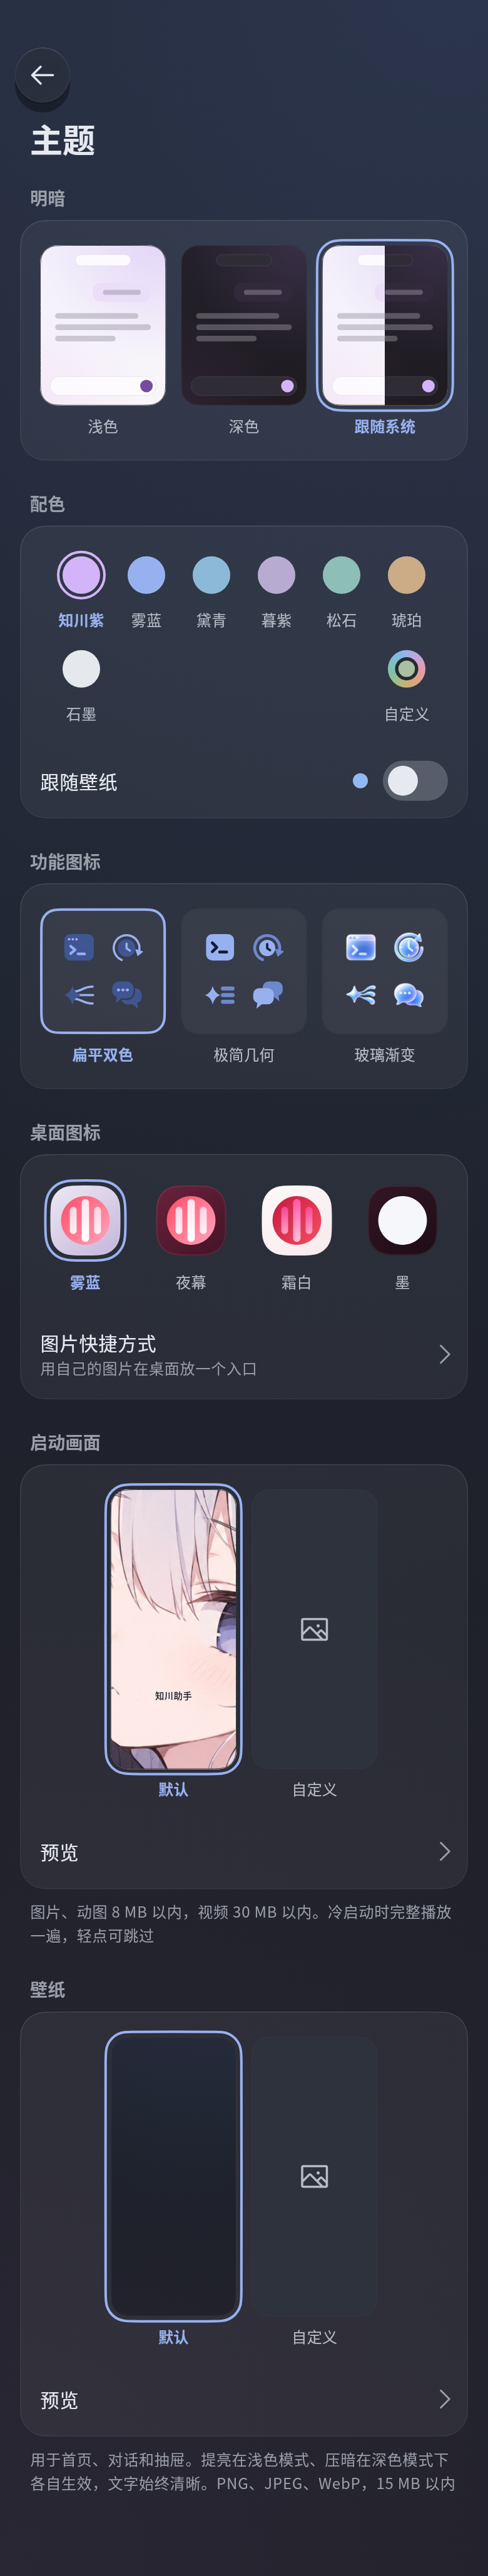 主题
明暗
浅色
深色
跟随系统
配色
知川紫
雾蓝
黛青
暮紫
松石
琥珀
石墨
自定义
跟随壁纸
功能图标
扁平双色
极简几何
玻璃渐变
桌面图标
雾蓝
夜幕
霜白
墨
图片快捷方式
用自己的图片在桌面放一个入口
启动画面
知川助手
默认
自定义
预览
图片、动图 8 MB 以内，视频 30 MB 以内。冷启动时完整播放
一遍，轻点可跳过
壁纸
默认
自定义
预览
用于首页、对话和抽屉。提亮在浅色模式、压暗在深色模式下
各自生效，文字始终清晰。PNG、JPEG、WebP，15 MB 以内